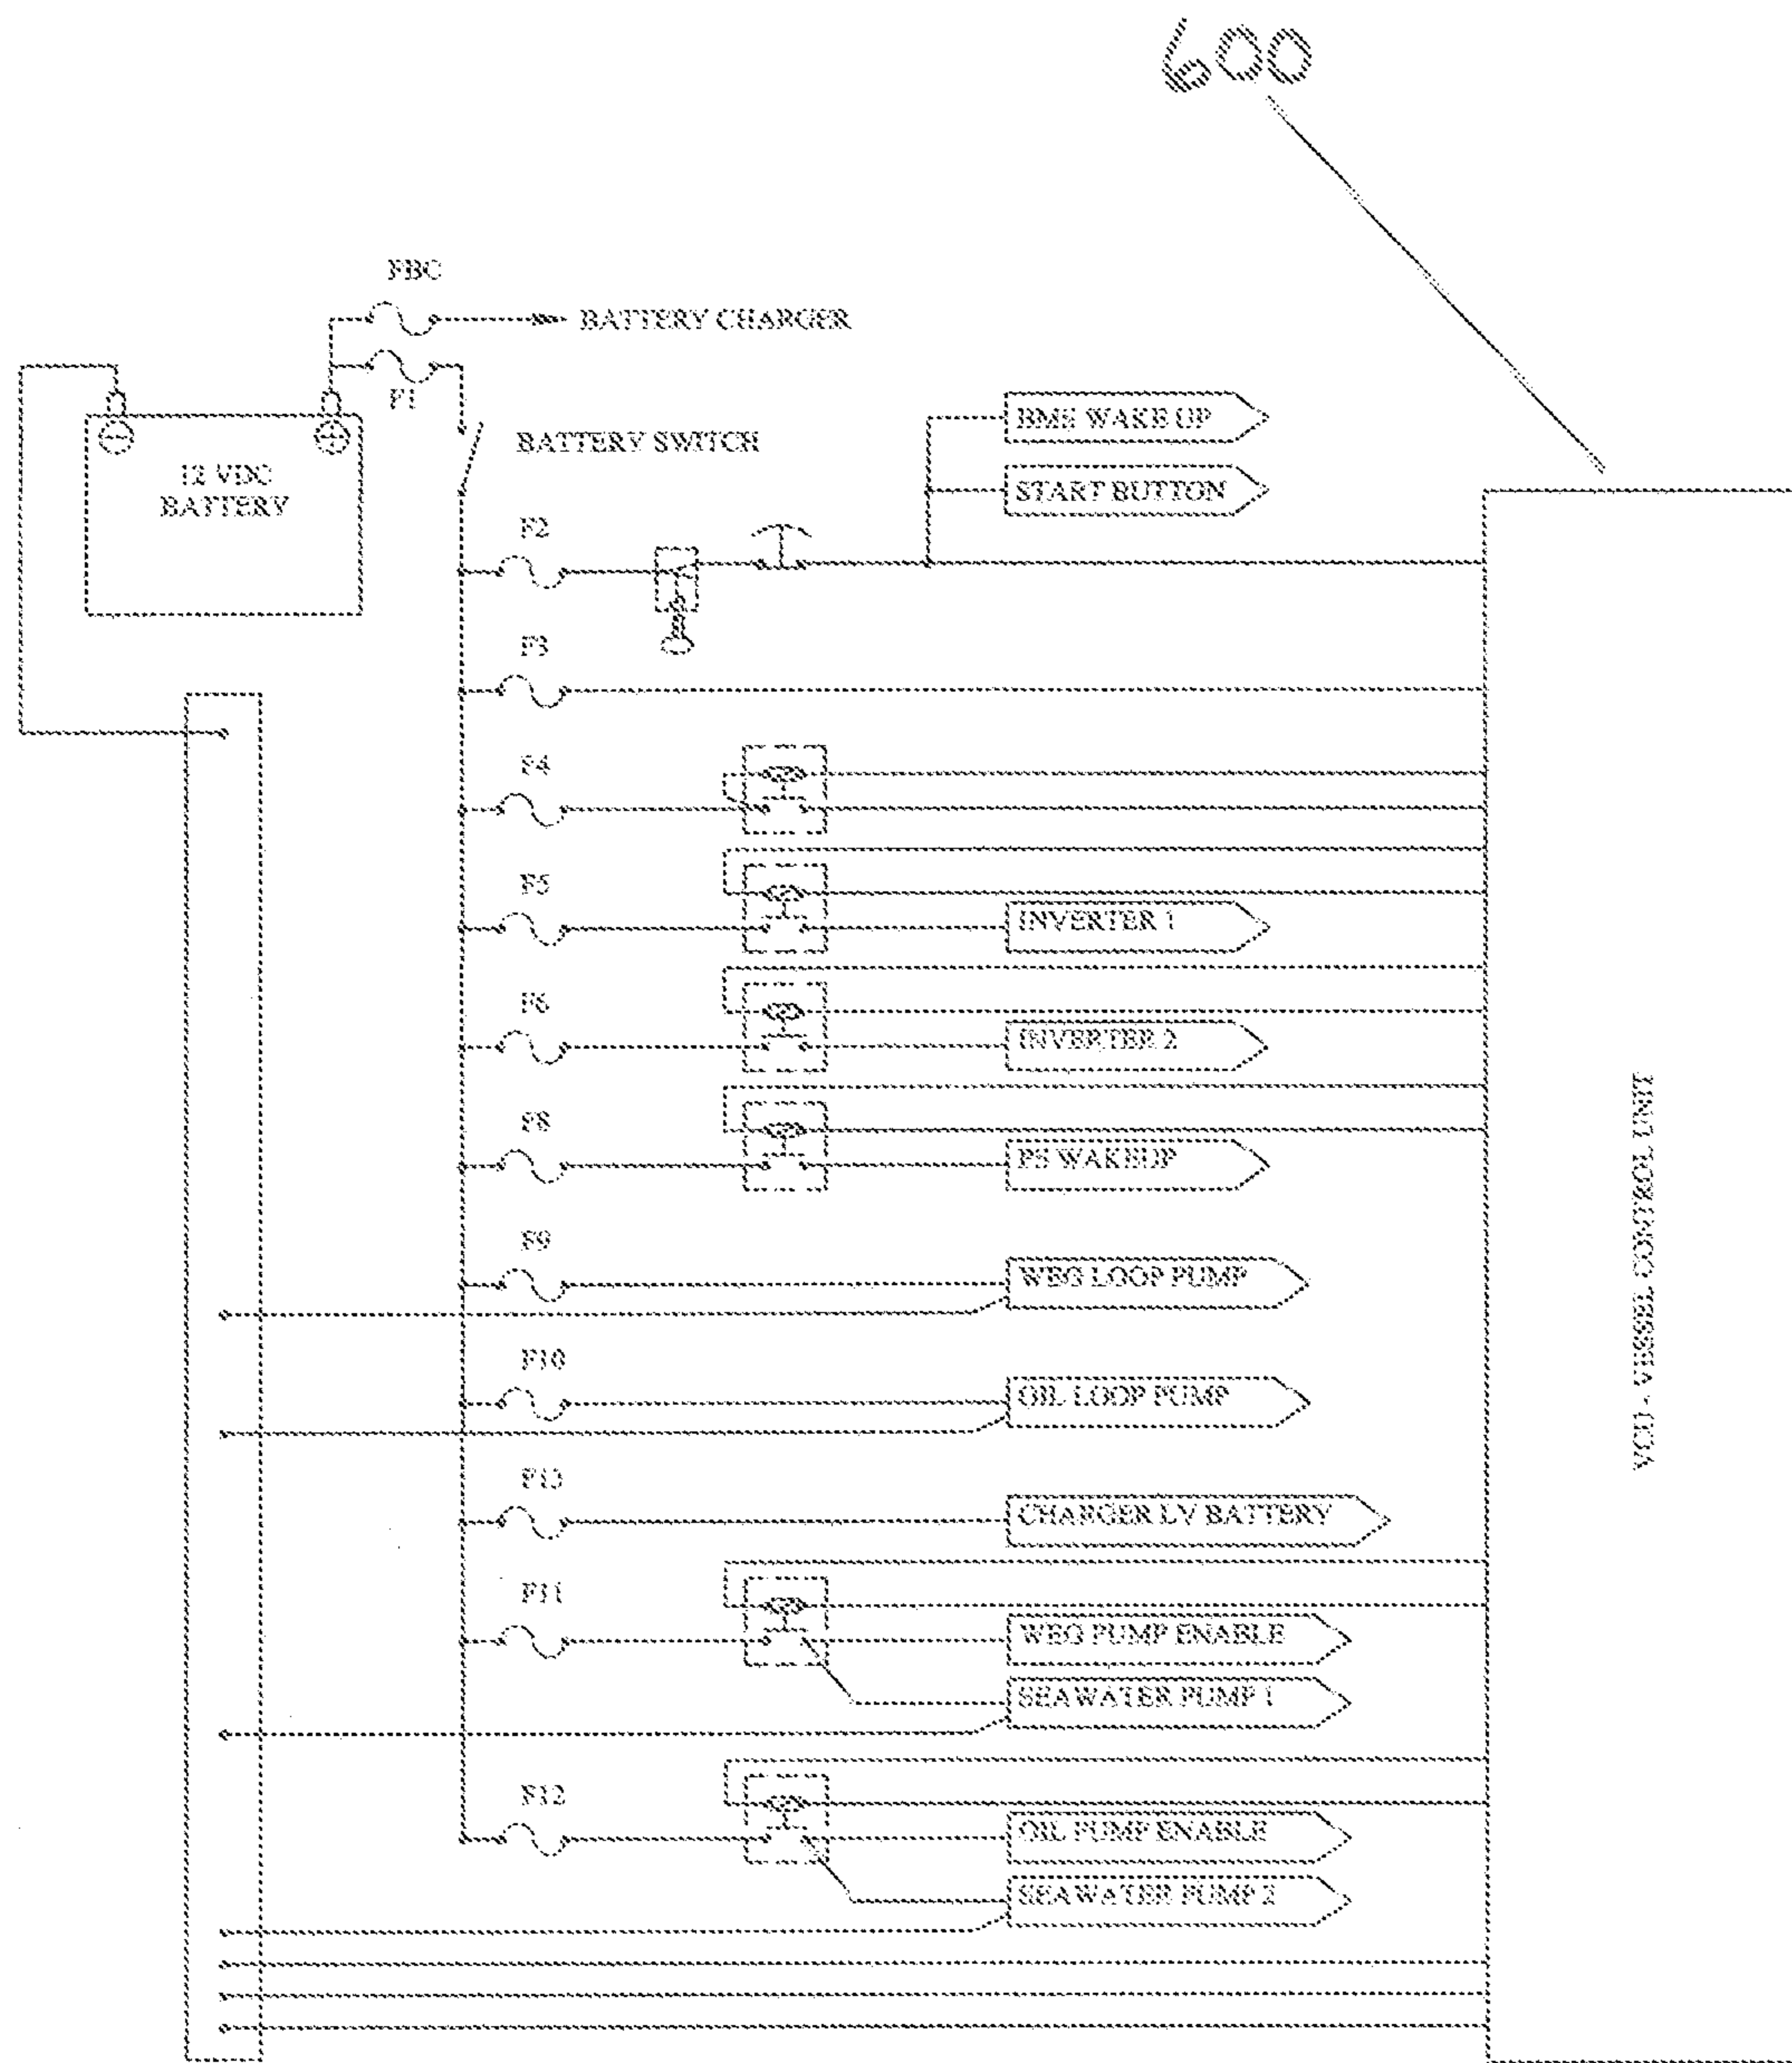 600
FBC
BATTERY CHARGER
F1
BATTERY SWITCH
12 VDC
BATTERY
BMS WAKE UP
START BUTTON
F2
F3
F4
F5
INVERTER 1
F6
INVERTER 2
F8
PS WAKEUP
F9
WEG LOOP PUMP
F10
OIL LOOP PUMP
F13
CHARGER LV BATTERY
F11
WEG PUMP ENABLE
SEAWATER PUMP 1
F12
OIL PUMP ENABLE
SEAWATER PUMP 2
VCU - VESSEL CONTROL UNIT